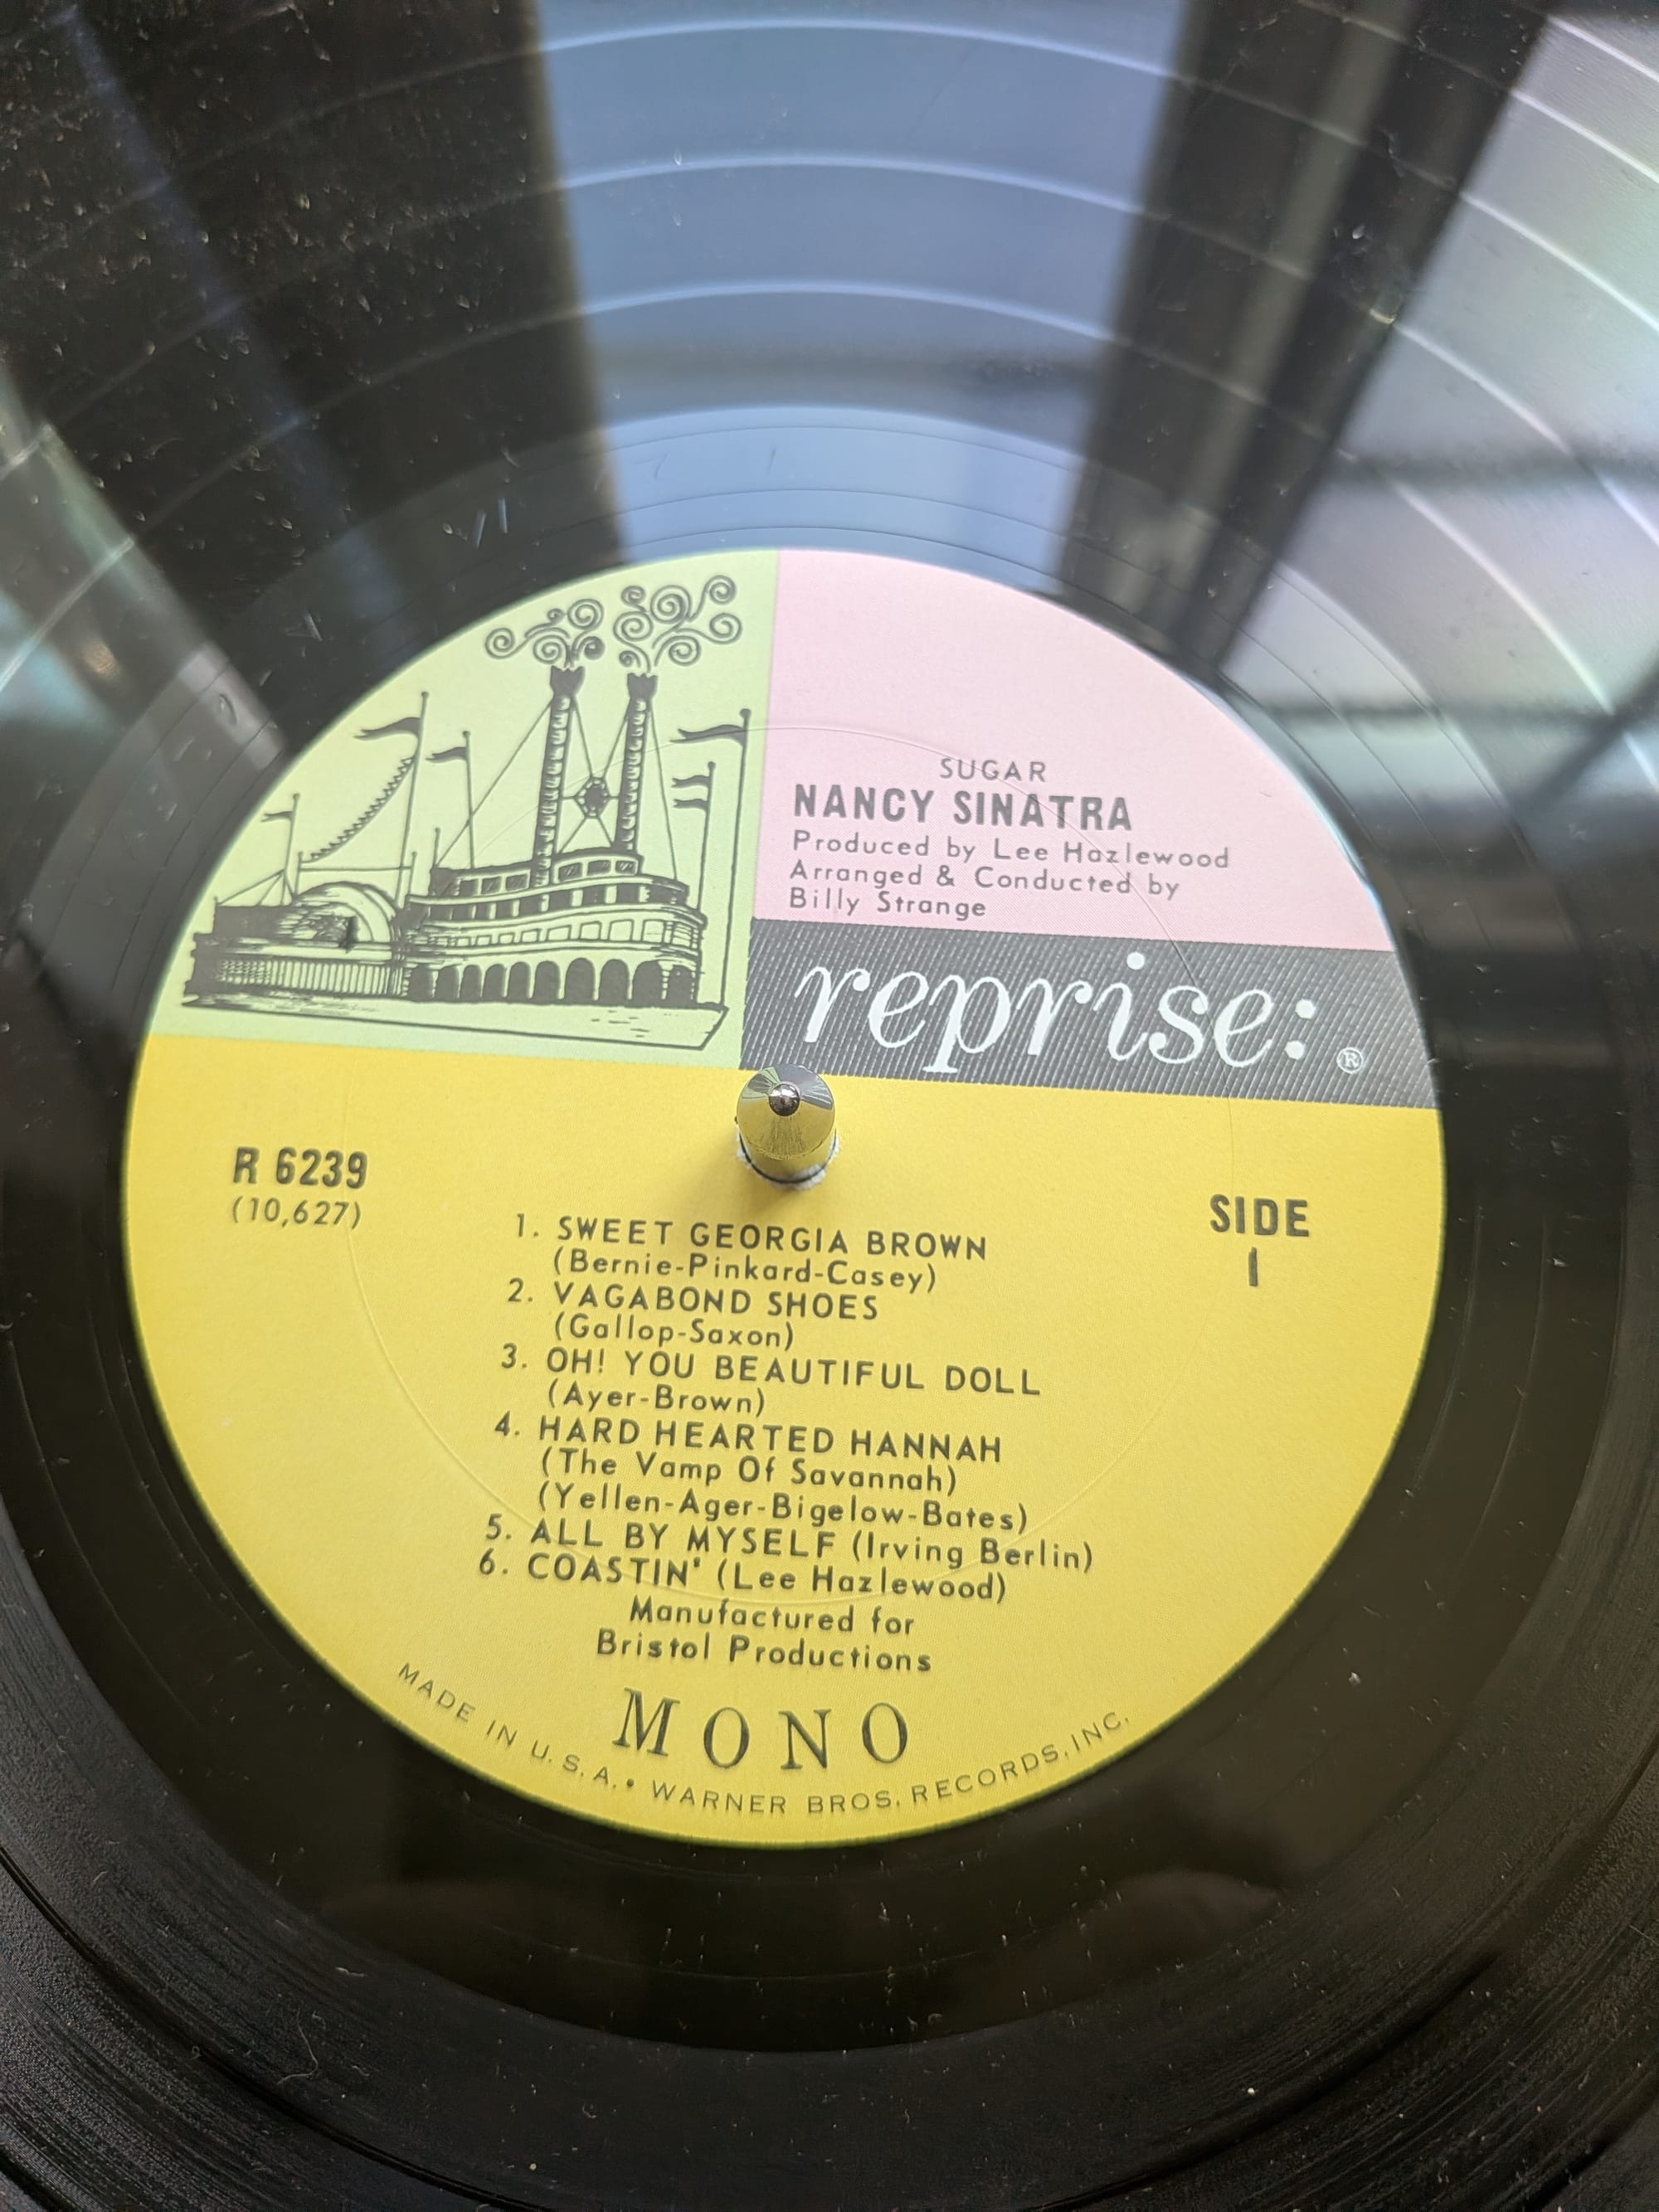 SUGAR
NANCY SINATRA
Produced by Lee Hazlewood
Arranged & Conducted by
Billy Strange
reprise: ®
R 6239
(10,627)
SIDE
1
1. SWEET GEORGIA BROWN
(Bernie-Pinkard-Casey)
2. VAGABOND SHOES
(Gallop-Saxon)
3. OH! YOU BEAUTIFUL DOLL
(Ayer-Brown)
4. HARD HEARTED HANNAH
(The Vamp Of Savannah)
(Yellen-Ager-Bigelow-Bates)
5. ALL BY MYSELF (Irving Berlin)
6. COASTIN' (Lee Hazlewood)
Manufactured for
Bristol Productions
MONO
MADE IN U.S.A. • WARNER BROS. RECORDS, INC.